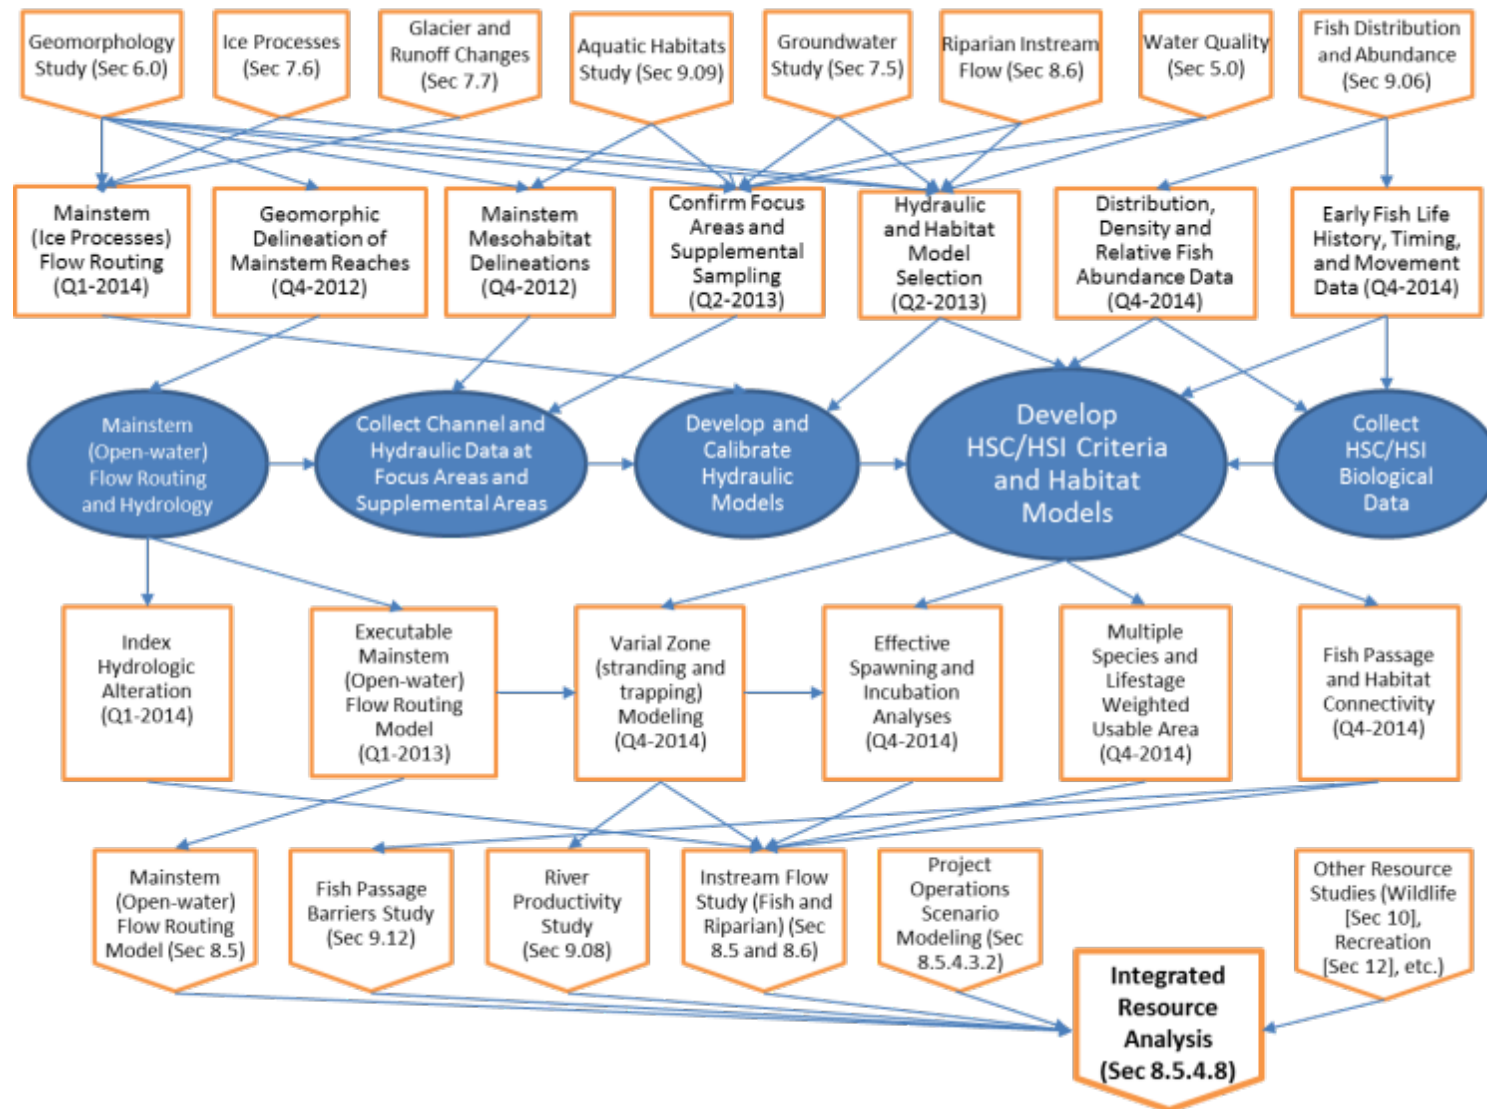 Geomorphology
Study (Sec 6.0)
Ice Processes
(Sec 7.6)
Glacier and
Runoff Changes
(Sec 7.7)
Aquatic Habitats
Study (Sec 9.09)
Groundwater
Study (Sec 7.5)
Riparian Instream
Flow (Sec 8.6)
Water Quality
(Sec 5.0)
Fish Distribution
and Abundance
(Sec 9.06)
Mainstem
(Ice Processes)
Flow Routing
(Q1-2014)
Geomorphic
Delineation of
Mainstem Reaches
(Q4-2012)
Mainstem
Mesohabitat
Delineations
(Q4-2012)
Confirm Focus
Areas and
Supplemental
Sampling
(Q2-2013)
Hydraulic
and Habitat
Model
Selection
(Q2-2013)
Distribution,
Density and
Relative Fish
Abundance Data
(Q4-2014)
Early Fish Life
History, Timing,
and Movement
Data (Q4-2014)
Mainstem
(Open-water)
Flow Routing
and Hydrology
Collect Channel and
Hydraulic Data at
Focus Areas and
Supplemental Areas
Develop and
Calibrate
Hydraulic
Models
Develop
HSC/HSI Criteria
and Habitat
Models
Collect
HSC/HSI
Biological
Data
Index
Hydrologic
Alteration
(Q1-2014)
Executable
Mainstem
(Open-water)
Flow Routing
Model
(Q1-2013)
Varial Zone
(stranding and
trapping)
Modeling
(Q4-2014)
Effective
Spawning and
Incubation
Analyses
(Q4-2014)
Multiple
Species and
Lifestage
Weighted
Usable Area
(Q4-2014)
Fish Passage
and Habitat
Connectivity
(Q4-2014)
Mainstem
(Open-water)
Flow Routing
Model (Sec 8.5)
Fish Passage
Barriers Study
(Sec 9.12)
River
Productivity
Study
(Sec 9.08)
Instream Flow
Study (Fish and
Riparian) (Sec
8.5 and 8.6)
Project
Operations
Scenario
Modeling (Sec
8.5.4.3.2)
Other Resource
Studies (Wildlife
[Sec 10],
Recreation
[Sec 12], etc.)
Integrated
Resource
Analysis
(Sec 8.5.4.8)